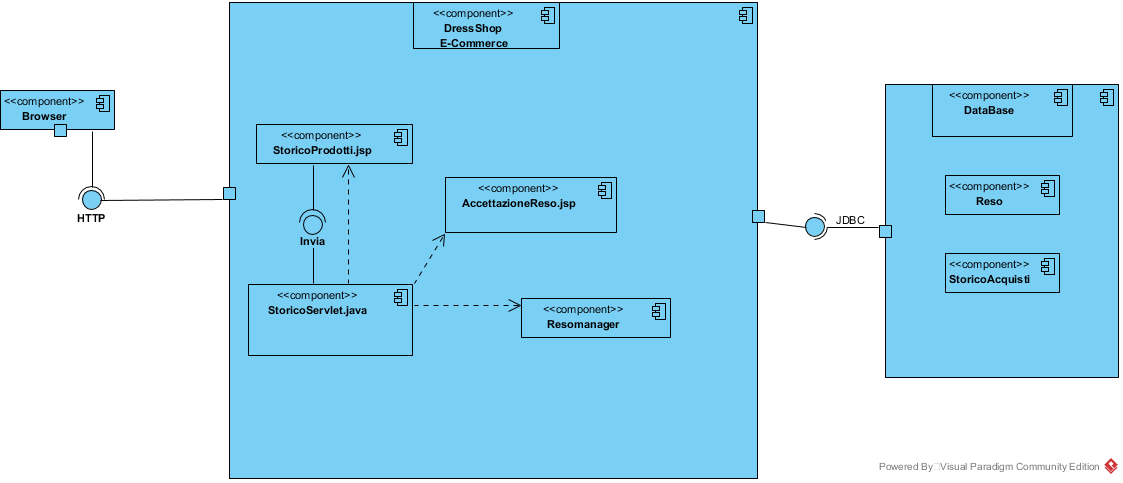 <<component>>
DressShop
E-Commerce
<<component>>
Browser
HTTP
<<component>>
StoricoProdotti.jsp
<<component>>
AccettazioneReso.jsp
Invia
<<component>>
StoricoServlet.java
<<component>>
Resomanager
JDBC
<<component>>
DataBase
<<component>>
Reso
<<component>>
StoricoAcquisti
Powered By Visual Paradigm Community Edition